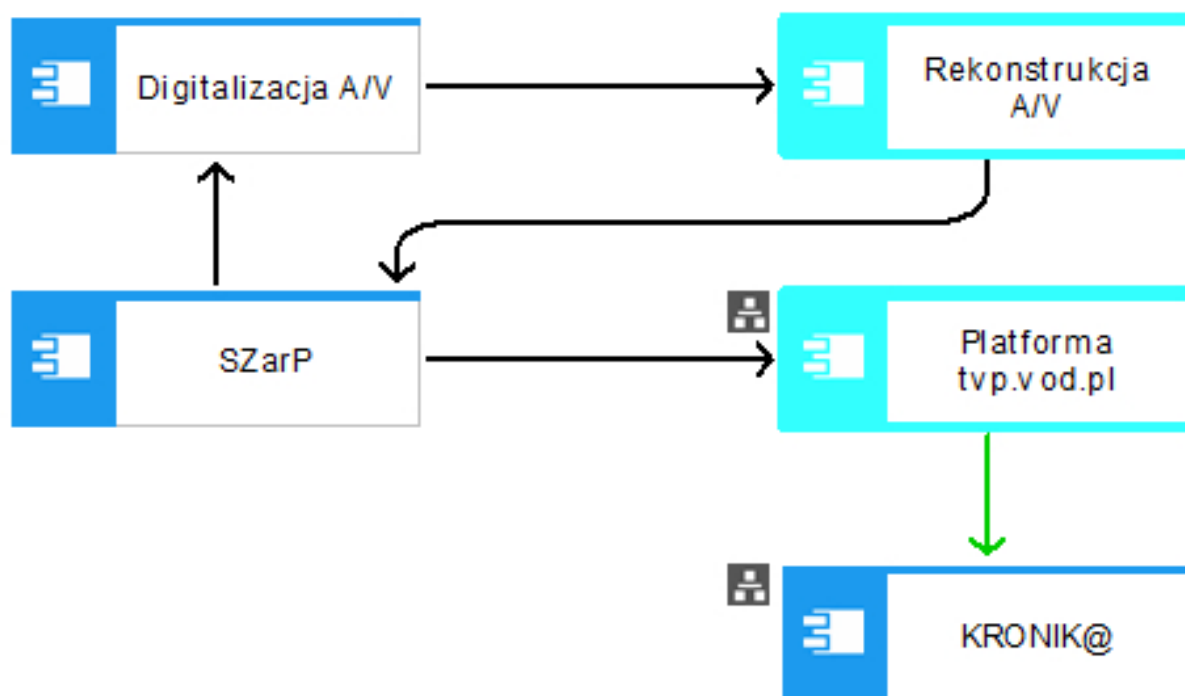 Digitalizacja A/V
Rekonstrukcja
A/V
SZarP
Platforma
tvp.vod.pl
KRONIK@